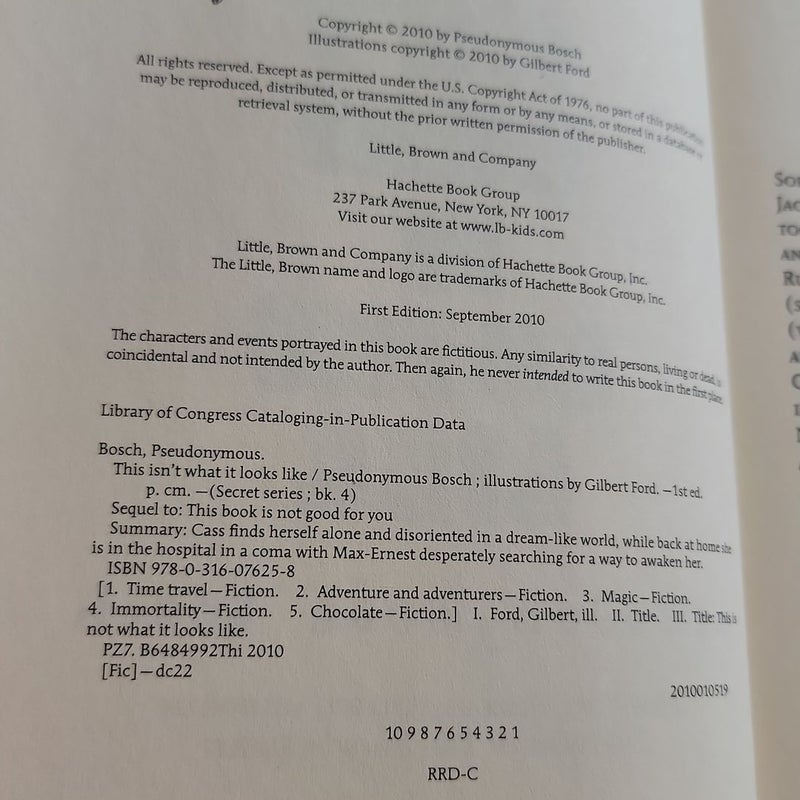 Copyright © 2010 by Pseudonymous Bosch
Illustrations copyright © 2010 by Gilbert Ford
All rights reserved. Except as permitted under the U.S. Copyright Act of 1976, no part of this publication
may be reproduced, distributed, or transmitted in any form or by any means, or stored in a database or
retrieval system, without the prior written permission of the publisher.
Little, Brown and Company
Hachette Book Group
237 Park Avenue, New York, NY 10017
Visit our website at www.lb-kids.com
Little, Brown and Company is a division of Hachette Book Group, Inc.
The Little, Brown name and logo are trademarks of Hachette Book Group, Inc.
First Edition: September 2010
The characters and events portrayed in this book are fictitious. Any similarity to real persons, living or dead, is
coincidental and not intended by the author. Then again, he never intended to write this book in the first place.
Library of Congress Cataloging-in-Publication Data
Bosch, Pseudonymous.
This isn't what it looks like / Pseudonymous Bosch ; illustrations by Gilbert Ford. —1st ed.
p. cm. —(Secret series ; bk. 4)
Sequel to: This book is not good for you
Summary: Cass finds herself alone and disoriented in a dream-like world, while back at home she
is in the hospital in a coma with Max-Ernest desperately searching for a way to awaken her.
ISBN 978-0-316-07625-8
[1. Time travel—Fiction. 2. Adventure and adventurers—Fiction. 3. Magic—Fiction.
4. Immortality—Fiction. 5. Chocolate—Fiction.] I. Ford, Gilbert, ill. II. Title. III. Title: This is
not what it looks like.
PZ7. B6484992Thi 2010
[Fic]—dc22
2010010519
10 9 8 7 6 5 4 3 2 1
RRD-C